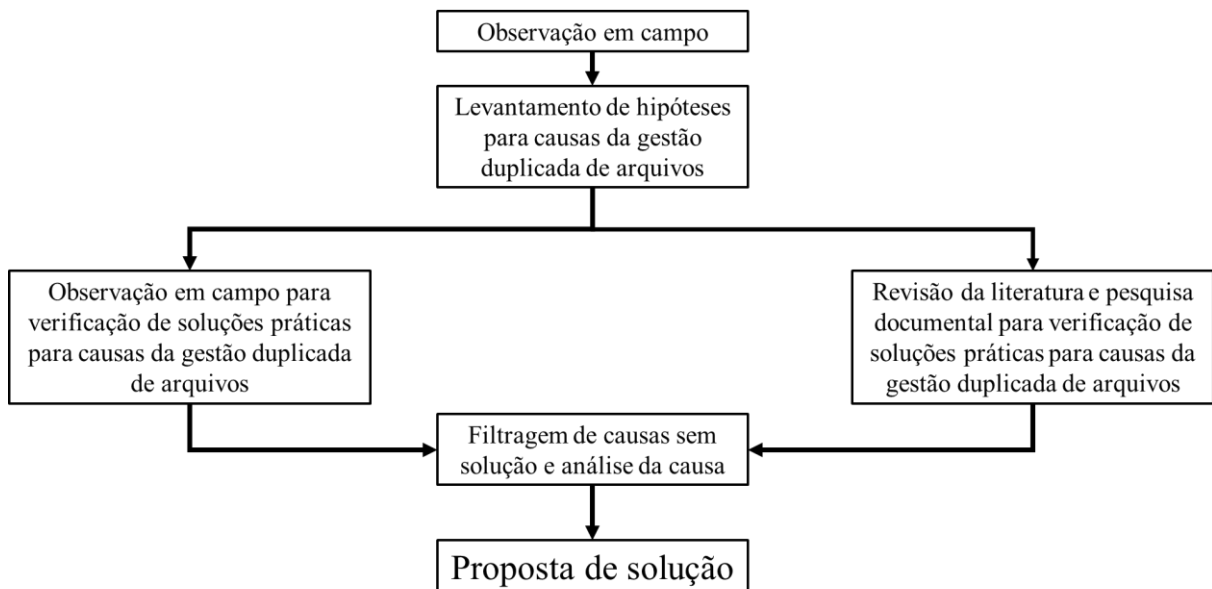 Observação em campo
Levantamento de hipóteses
para causas da gestão
duplicada de arquivos
Observação em campo para
verificação de soluções práticas
para causas da gestão duplicada
de arquivos
Revisão da literatura e pesquisa
documental para verificação de
soluções práticas para causas da
gestão duplicada de arquivos
Filtragem de causas sem
solução e análise da causa
Proposta de solução